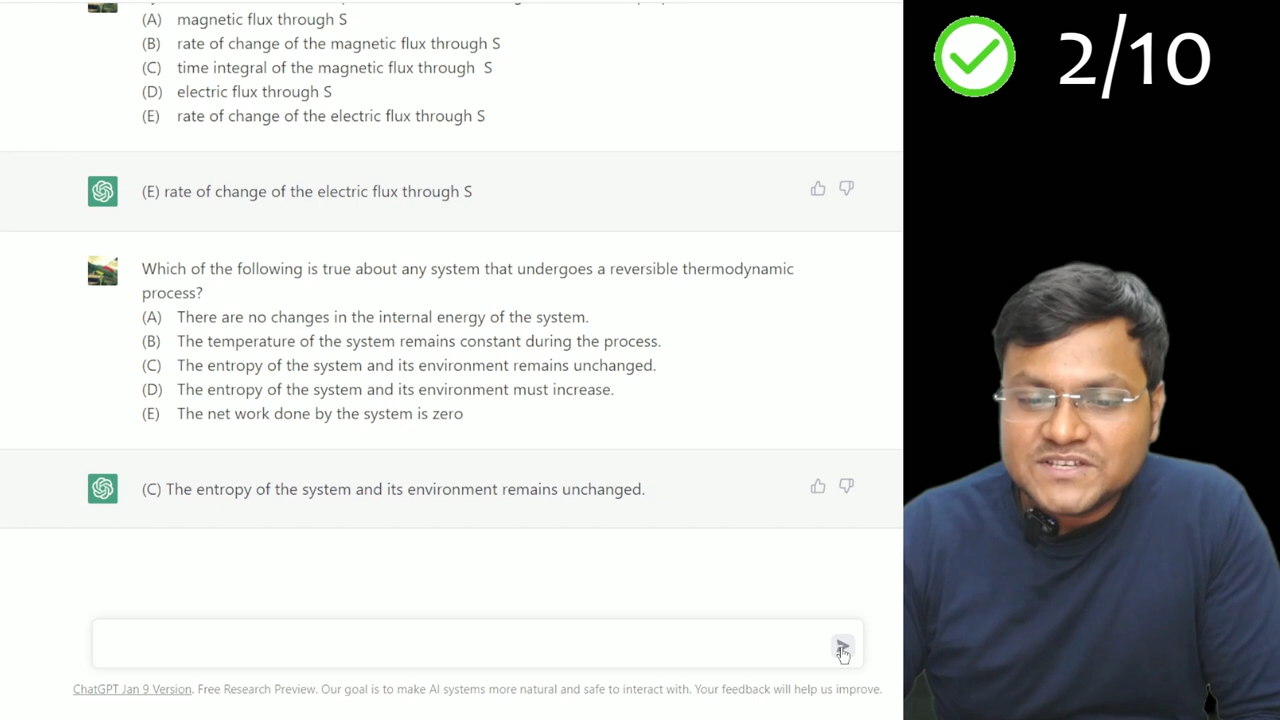 (A) magnetic flux through S
(B) rate of change of the magnetic flux through S
(C) time integral of the magnetic flux through S
(D) electric flux through S
(E) rate of change of the electric flux through S
(E) rate of change of the electric flux through S
Which of the following is true about any system that undergoes a reversible thermodynamic
process?
(A) There are no changes in the internal energy of the system.
(B) The temperature of the system remains constant during the process.
(C) The entropy of the system and its environment remains unchanged.
(D) The entropy of the system and its environment must increase.
(E) The net work done by the system is zero
(C) The entropy of the system and its environment remains unchanged.
ChatGPT Jan 9 Version. Free Research Preview. Our goal is to make AI systems more natural and safe to interact with. Your feedback will help us improve.
2/10